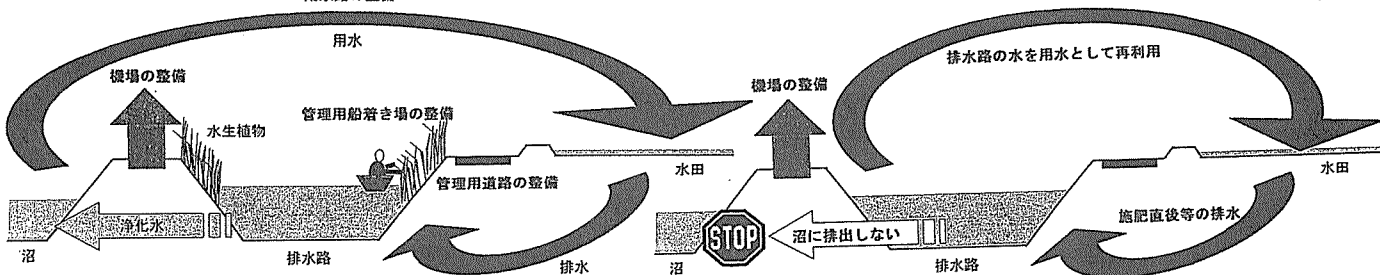 用水
機場の整備
水生植物
管理用船着き場の整備
水田
管理用道路の整備
浄化水
沼
排水路
排水
排水路の水を用水として再利用
機場の整備
水田
施肥直後等の排水
STOP
沼に排出しない
沼
排水路